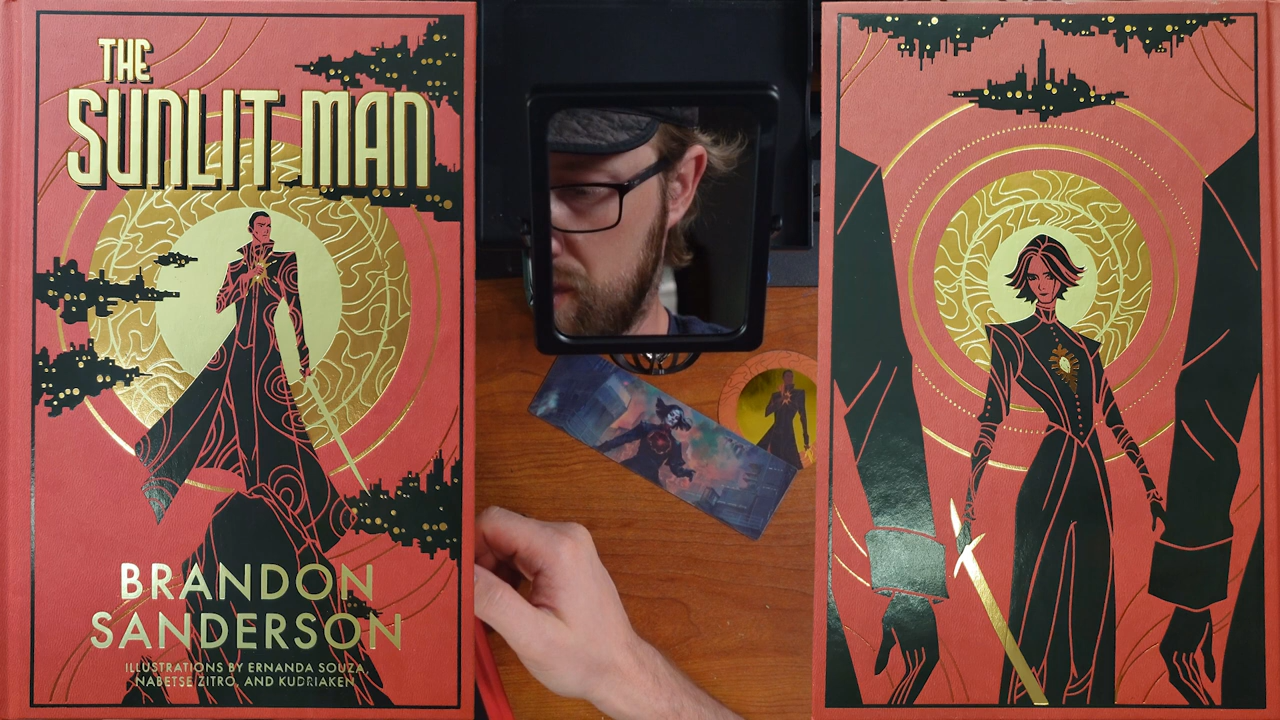 THE
SUNLIT MAN
BRANDON
SANDERSON
ILLUSTRATIONS BY ERNANDA SOUZA,
NABETSE ZITRO, AND KUDRIAKEN